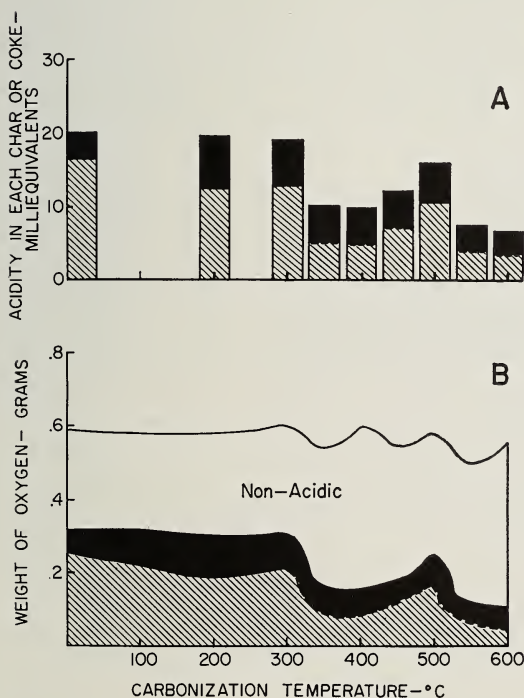 ACIDITY IN EACH CHAR OR COKE-
MILLIEQUIVALENTS
30
20
10
0
A
WEIGHT OF OXYGEN- GRAMS
.8
.6
.4
.2
B
Non-Acidic
100
200
300
400
500
600
CARBONIZATION TEMPERATURE-°C